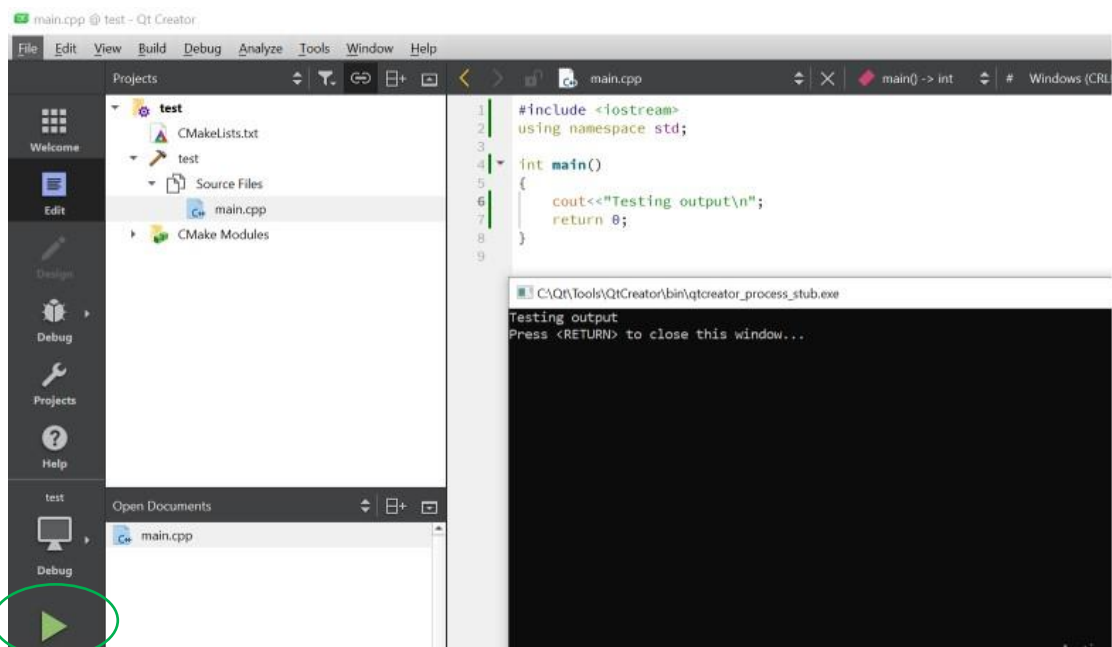 main.cpp @ test - Qt Creator
File Edit View Build Debug Analyze Tools Window Help
Projects
main.cpp
main() -> int
# Windows (CRL
Welcome
Edit
Design
Debug
Projects
Help
test
Debug
test
CMakeLists.txt
test
Source Files
main.cpp
CMake Modules
Open Documents
main.cpp
1 #include <iostream>
2 using namespace std;
3
4 int main()
5 {
6 cout<<"Testing output\n";
7 return 0;
8 }
9
C:\Qt\Tools\QtCreator\bin\qtcreator_process_stub.exe
Testing output
Press <RETURN> to close this window...